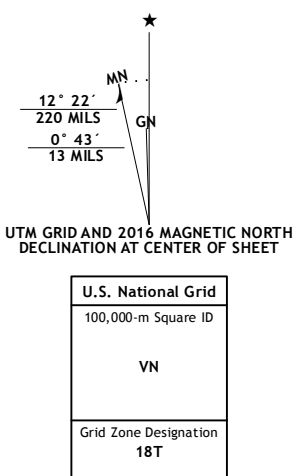 ★
MN
12° 22´
220 MILS
GN
0° 43´
13 MILS
UTM GRID AND 2016 MAGNETIC NORTH
DECLINATION AT CENTER OF SHEET
U.S. National Grid
100,000-m Square ID
VN
Grid Zone Designation
18T